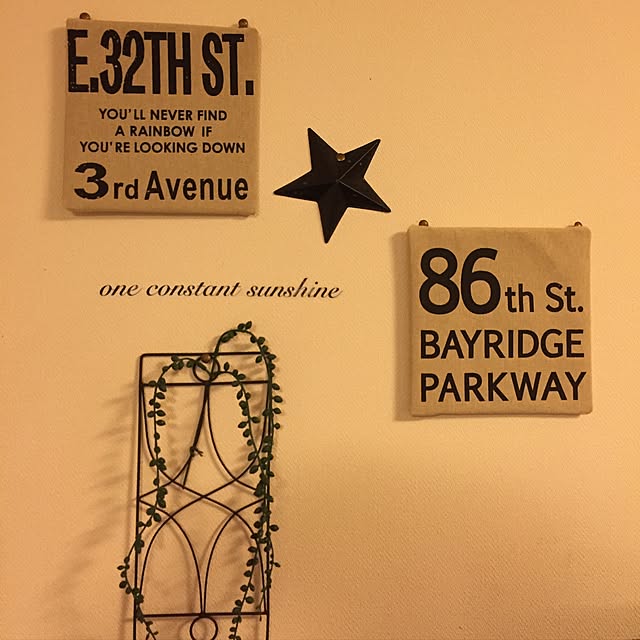 E.32TH ST.
YOU'LL NEVER FIND
A RAINBOW IF
YOU'RE LOOKING DOWN
3rd Avenue
one constant sunshine
86th St.
BAYRIDGE
PARKWAY